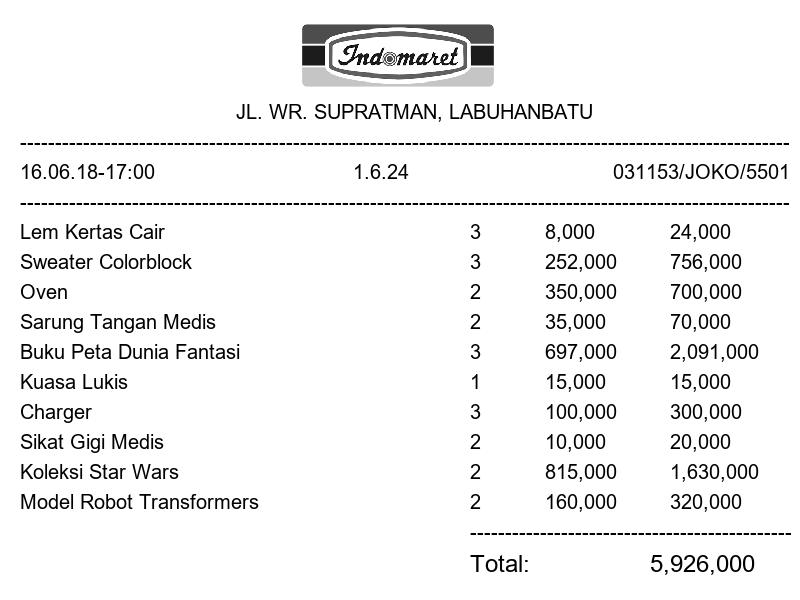 Indomaret
JL. WR. SUPRATMAN, LABUHANBATU
16.06.18-17:00 1.6.24 031153/JOKO/5501
Lem Kertas Cair 3 8,000 24,000
Sweater Colorblock 3 252,000 756,000
Oven 2 350,000 700,000
Sarung Tangan Medis 2 35,000 70,000
Buku Peta Dunia Fantasi 3 697,000 2,091,000
Kuasa Lukis 1 15,000 15,000
Charger 3 100,000 300,000
Sikat Gigi Medis 2 10,000 20,000
Koleksi Star Wars 2 815,000 1,630,000
Model Robot Transformers 2 160,000 320,000
Total: 5,926,000